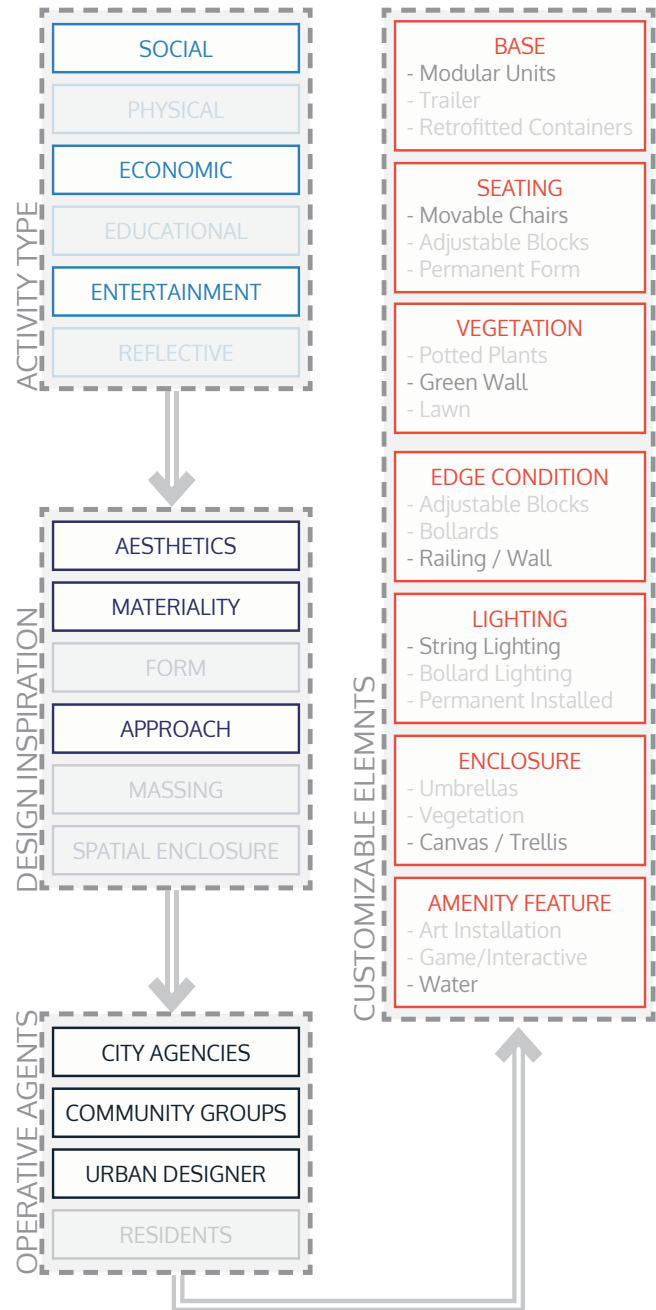 ACTIVITY TYPE
SOCIAL
PHYSICAL
ECONOMIC
EDUCATIONAL
ENTERTAINMENT
REFLECTIVE
DESIGN INSPIRATION
AESTHETICS
MATERIALITY
FORM
APPROACH
MASSING
SPATIAL ENCLOSURE
OPERATIVE AGENTS
CITY AGENCIES
COMMUNITY GROUPS
URBAN DESIGNER
RESIDENTS
CUSTOMIZABLE ELEMNTS
BASE
- Modular Units
- Trailer
- Retrofitted Containers
SEATING
- Movable Chairs
- Adjustable Blocks
- Permanent Form
VEGETATION
- Potted Plants
- Green Wall
- Lawn
EDGE CONDITION
- Adjustable Blocks
- Bollards
- Railing / Wall
LIGHTING
- String Lighting
- Bollard Lighting
- Permanent Installed
ENCLOSURE
- Umbrellas
- Vegetation
- Canvas / Trellis
AMENITY FEATURE
- Art Installation
- Game/Interactive
- Water